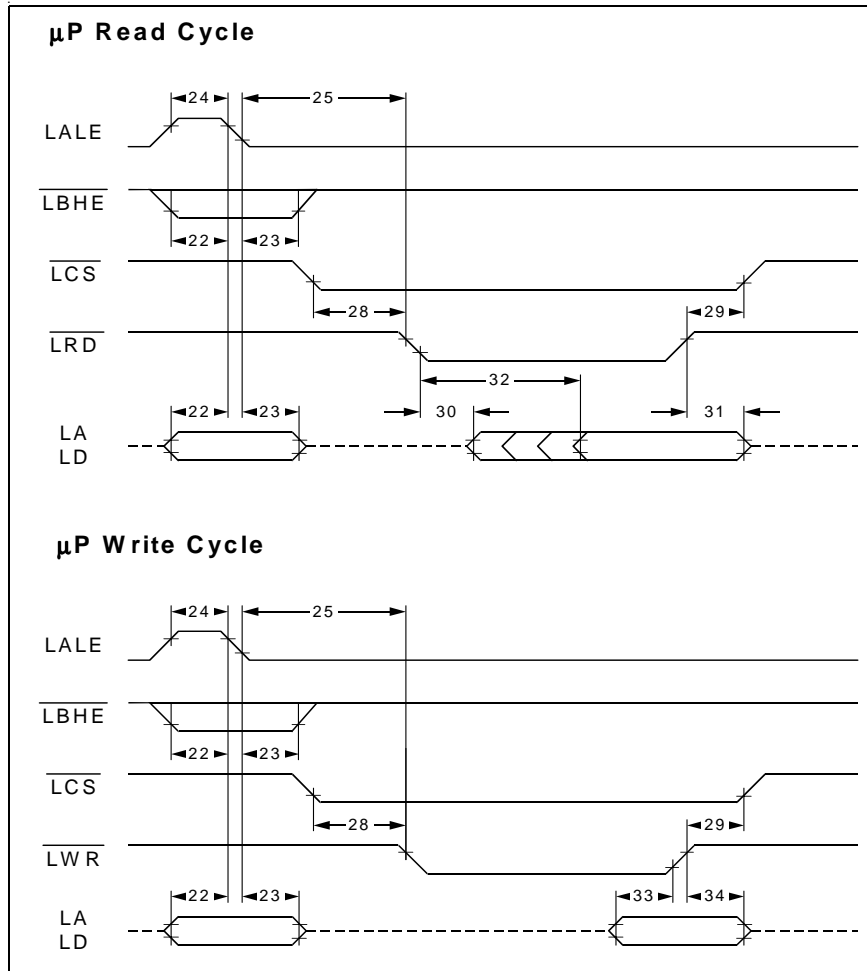 μP Read Cycle
24 25
LALE
LBHE
22 23
LCS
28 29
LRD
32
22 23 30 31
LA
LD
μP Write Cycle
24 25
LALE
LBHE
22 23
LCS
28 29
LWR
22 23 33 34
LA
LD